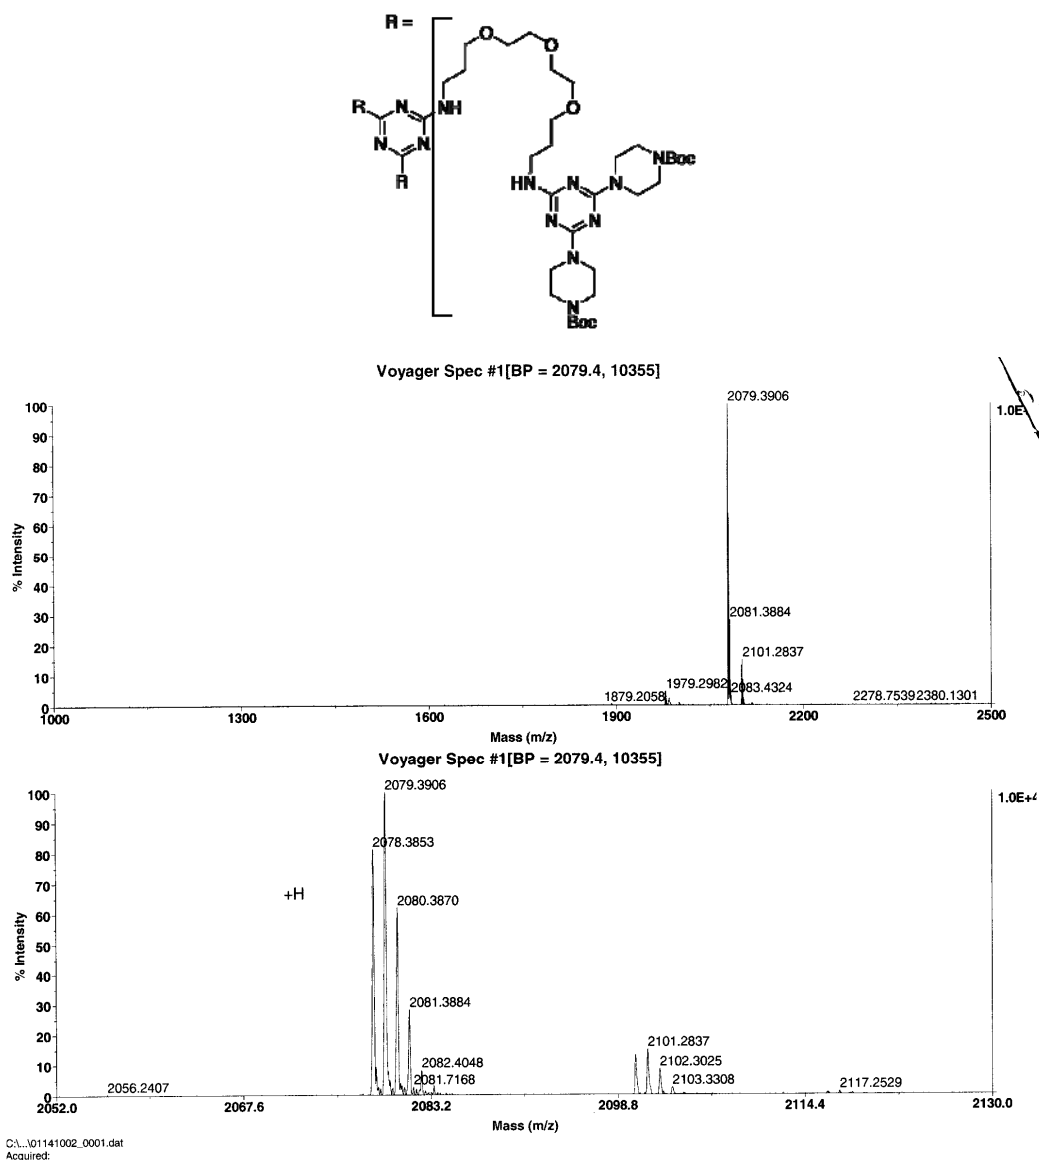 R =
O
O
O
R N NH
N N
R
HN N N NBoc
N N
N
N
Boc
Voyager Spec #1[BP = 2079.4, 10355]
100
90
80
70
60
50
40
30
20
10
0
% Intensity
2079.3906
2081.3884
2101.2837
1879.2058 1979.2982 2083.4324 2278.7539 2380.1301
1000 1300 1600 1900 2200 2500
Mass (m/z)
Voyager Spec #1[BP = 2079.4, 10355]
100
90
80
70
60
50
40
30
20
10
0
% Intensity
2079.3906
2078.3853
+H
2080.3870
2081.3884
2082.4048
2081.7168
2056.2407
2101.2837
2102.3025
2103.3308
2117.2529
2052.0 2067.6 2083.2 2098.8 2114.4 2130.0
Mass (m/z)
C:\...\01141002_0001.dat
Acquired: